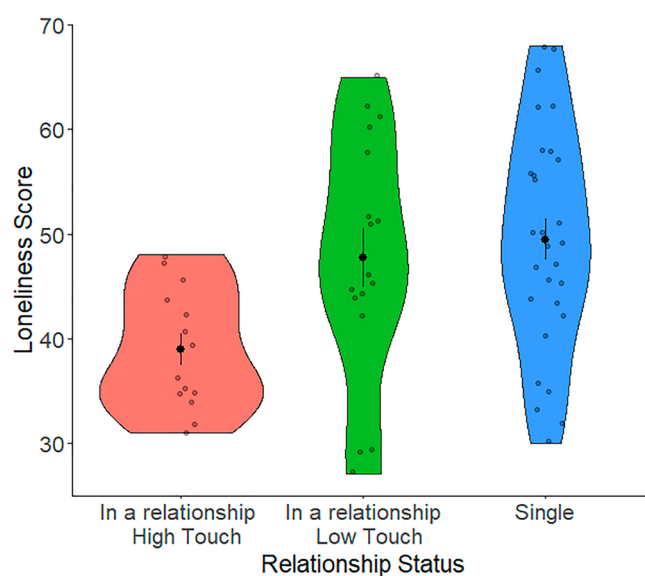 70
60
50
40
30
Loneliness Score
In a relationship
High Touch
In a relationship
Low Touch
Single
Relationship Status